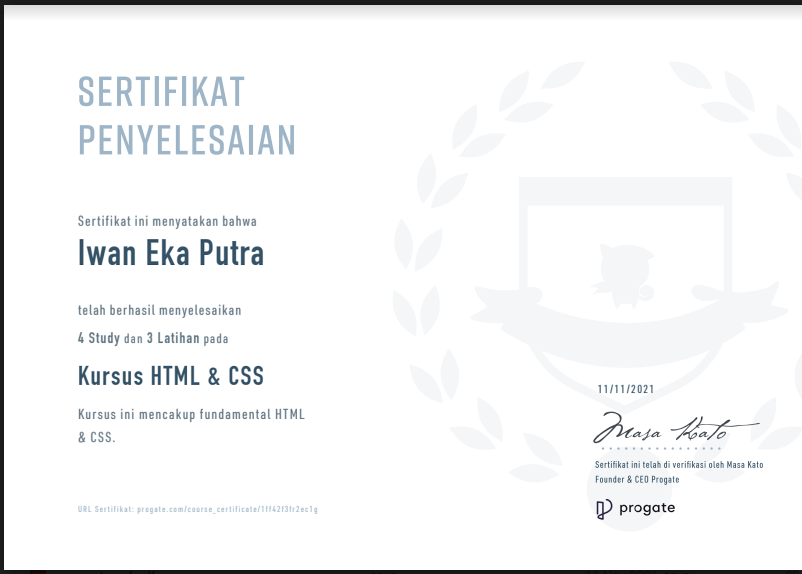 SERTIFIKAT
PENYELESAIAN
Sertifikat ini menyatakan bahwa
Iwan Eka Putra
telah berhasil menyelesaikan
4 Study dan 3 Latihan pada
Kursus HTML & CSS
Kursus ini mencakup fundamental HTML
& CSS.
11/11/2021
Masa Kato
Sertifikat ini telah di verifikasi oleh Masa Kato
Founder & CEO Progate
progate
URL Sertifikat: progate.com/course_certificate/1ff42f3fr2ec1g